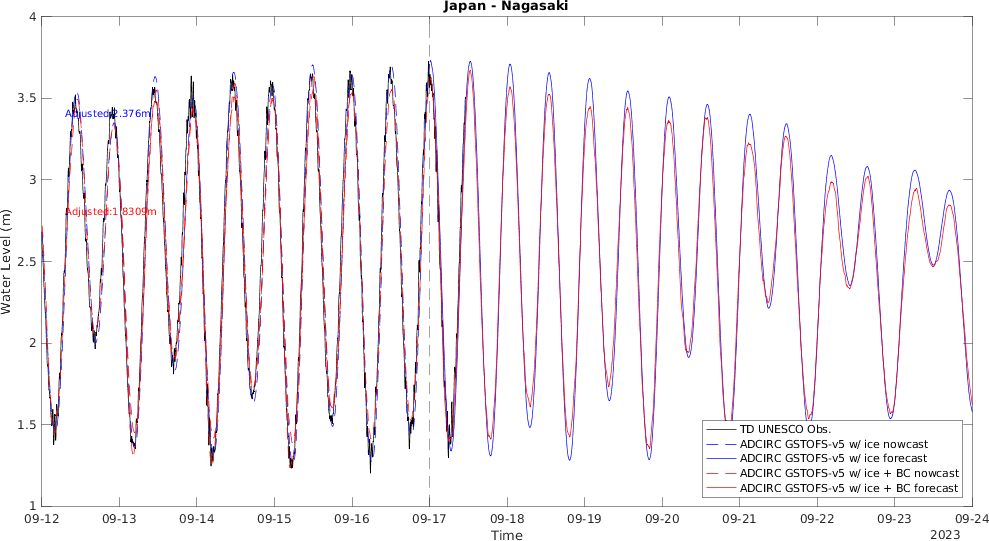 Japan - Nagasaki
Water Level (m)
4
3.5
3
2.5
2
1.5
1
Adjusted:2.376m
Adjusted:1.8309m
TD UNESCO Obs.
ADCIRC GSTOFS-v5 w/ ice nowcast
ADCIRC GSTOFS-v5 w/ ice forecast
ADCIRC GSTOFS-v5 w/ ice + BC nowcast
ADCIRC GSTOFS-v5 w/ ice + BC forecast
09-12 09-13 09-14 09-15 09-16 09-17 09-18 09-19 09-20 09-21 09-22 09-23 09-24
Time
2023